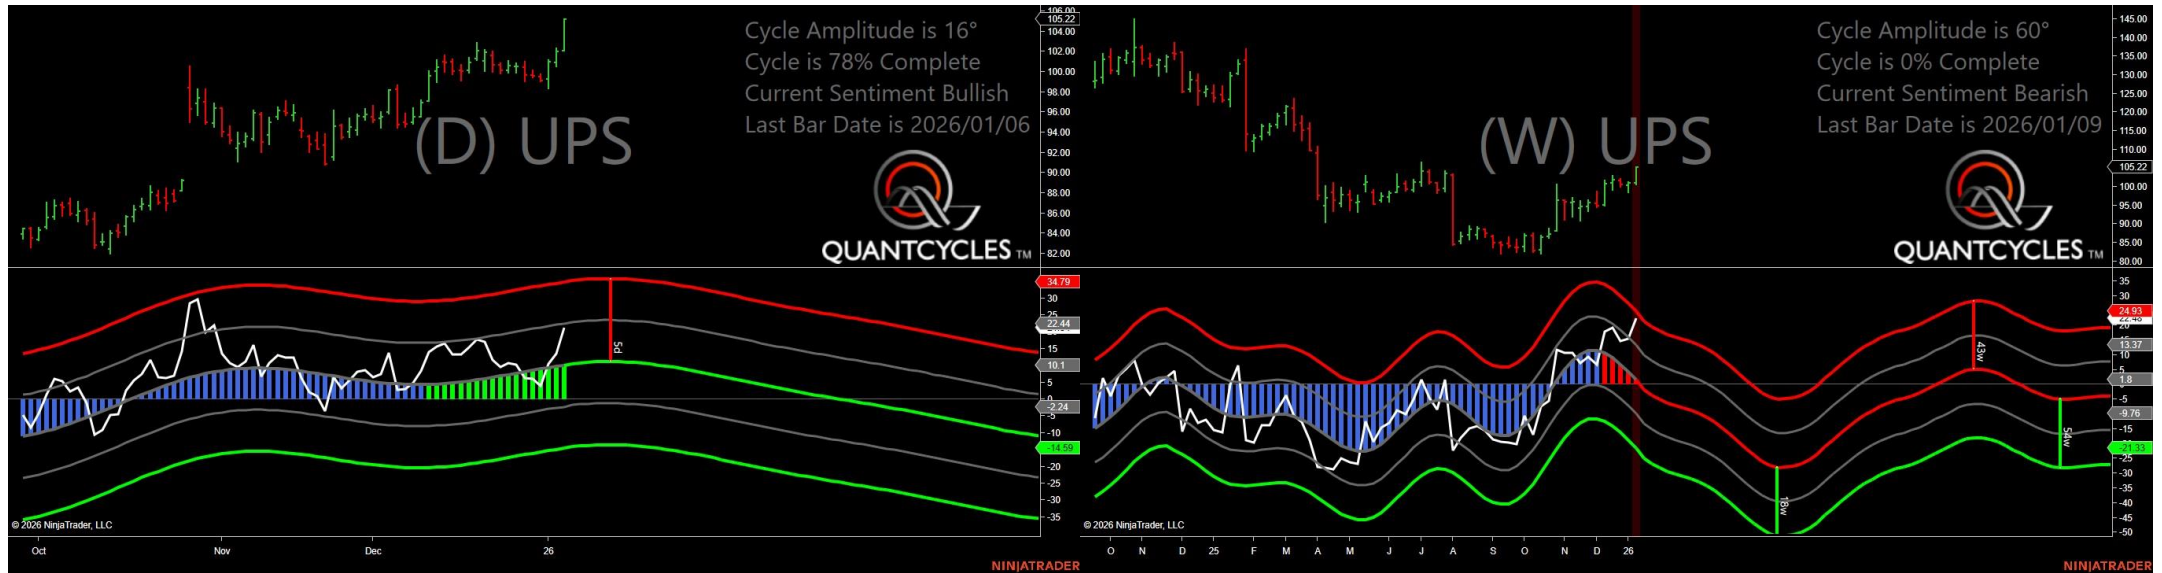 Cycle Amplitude is 16°
Cycle is 78% Complete
Current Sentiment Bullish
Last Bar Date is 2026/01/06
(D) UPS
QUANTCYCLES TM
106.00
105.22
104.00
102.00
100.00
98.00
96.00
94.00
92.00
90.00
88.00
86.00
84.00
82.00
34.79
30
22.44
15
10.1
5
0
-2.24
-5
-10
-14.59
-20
-25
-30
-35
5d
© 2026 NinjaTrader, LLC
Oct Nov Dec 26
NINJATRADER
Cycle Amplitude is 60°
Cycle is 0% Complete
Current Sentiment Bearish
Last Bar Date is 2026/01/09
(W) UPS
QUANTCYCLES TM
145.00
140.00
135.00
130.00
125.00
120.00
115.00
110.00
105.22
100.00
95.00
90.00
85.00
80.00
35
30
24.93
20
13.37
10
5
1.8
-5
-9.76
-15
-21.33
-25
-30
-35
-40
-45
-50
43w
54w
18w
© 2026 NinjaTrader, LLC
O N D 25 F M A M J J A S O N D 26
NINJATRADER